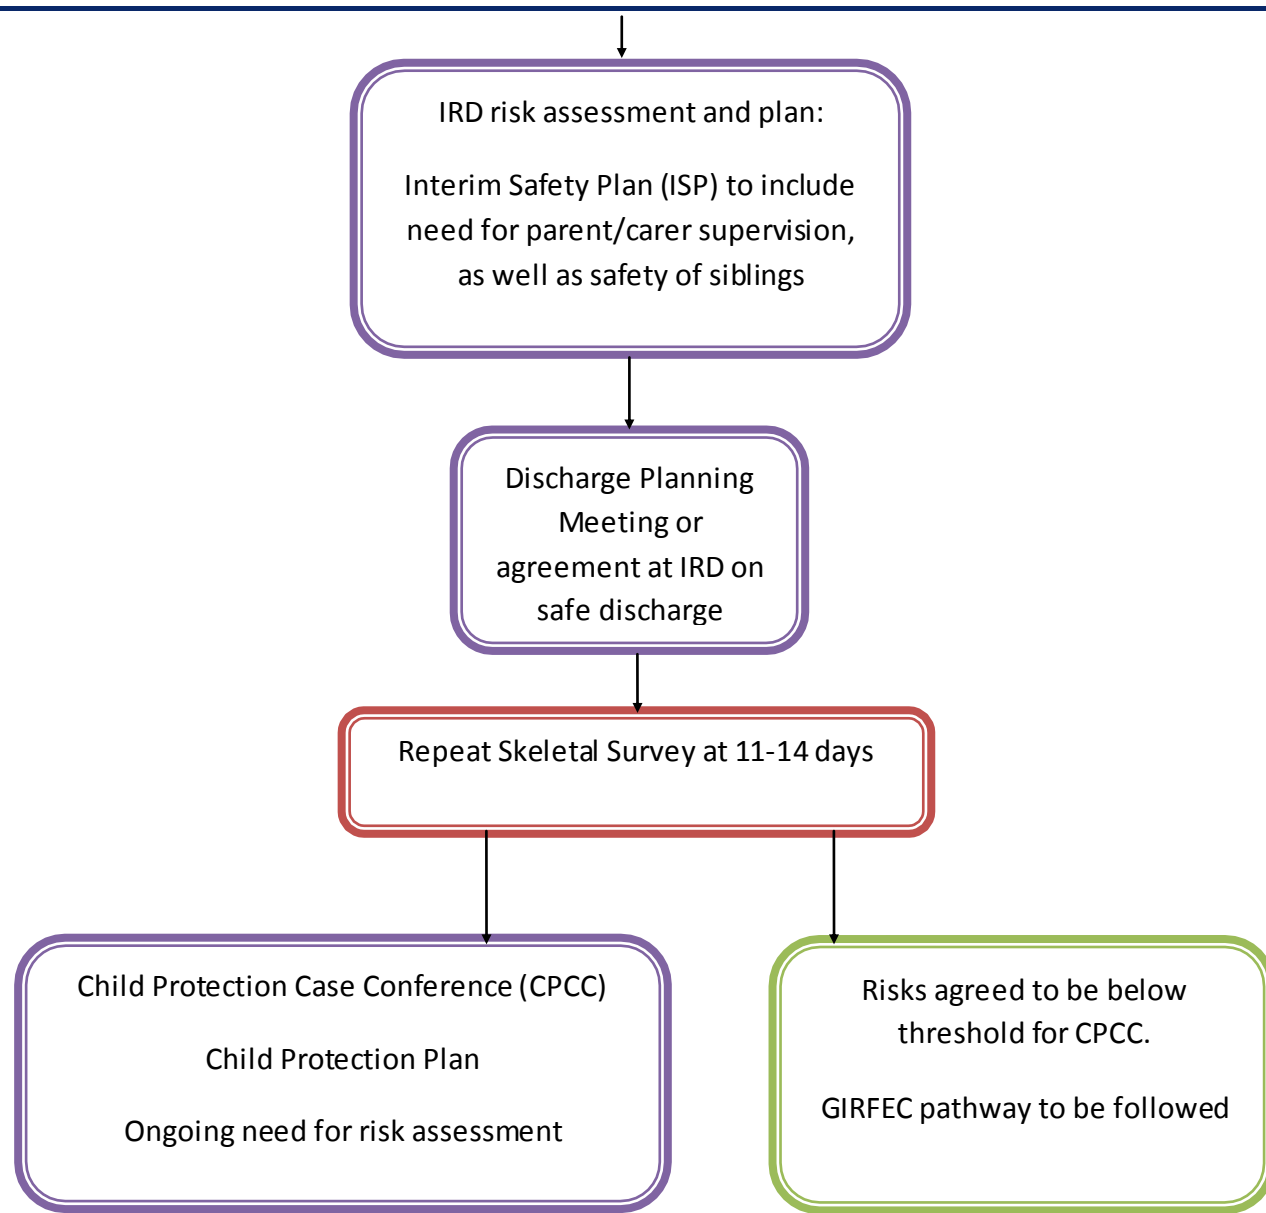 IRD risk assessment and plan:
Interim Safety Plan (ISP) to include
need for parent/carer supervision,
as well as safety of siblings
Discharge Planning
Meeting or
agreement at IRD on
safe discharge
Repeat Skeletal Survey at 11-14 days
Child Protection Case Conference (CPCC)
Child Protection Plan
Ongoing need for risk assessment
Risks agreed to be below
threshold for CPCC.
GIRFEC pathway to be followed